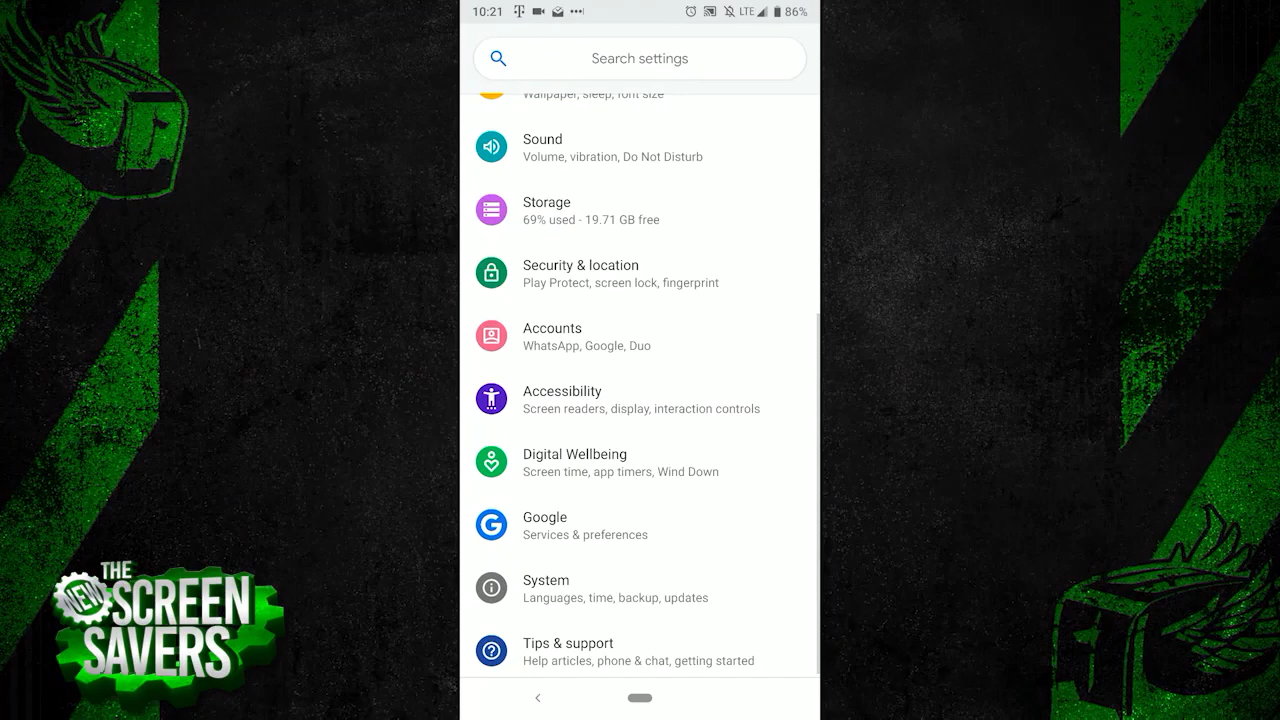 10:21 LTE 86%
Search settings
Wallpaper, sleep, font size
Sound
Volume, vibration, Do Not Disturb
Storage
69% used - 19.71 GB free
Security & location
Play Protect, screen lock, fingerprint
Accounts
WhatsApp, Google, Duo
Accessibility
Screen readers, display, interaction controls
Digital Wellbeing
Screen time, app timers, Wind Down
Google
Services & preferences
System
Languages, time, backup, updates
Tips & support
Help articles, phone & chat, getting started
THE
NEW SCREEN
SAVERS